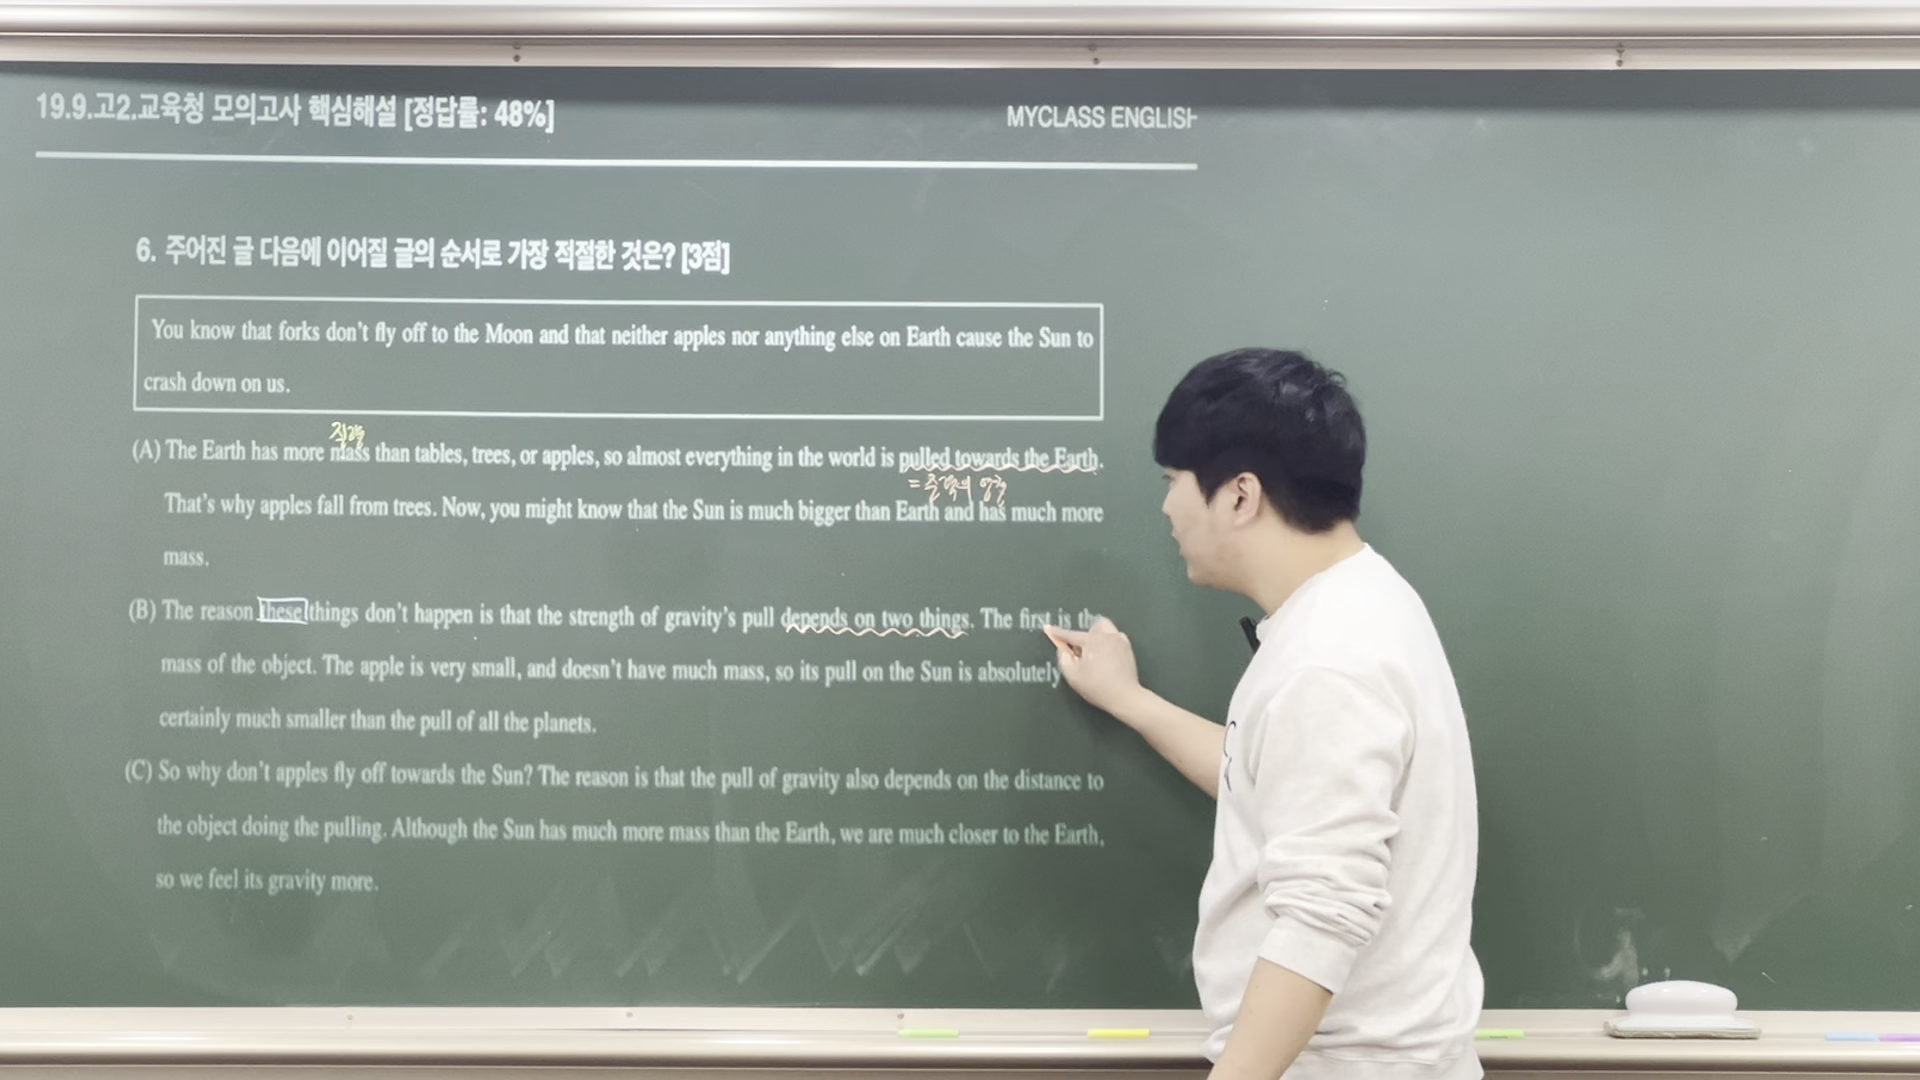 19.9.고2.교육청 모의고사 핵심해설 [정답률: 48%]
MYCLASS ENGLISH
6. 주어진 글 다음에 이어질 글의 순서로 가장 적절한 것은? [3점]
You know that forks don't fly off to the Moon and that neither apples nor anything else on Earth cause the Sun to
crash down on us.
질량
(A) The Earth has more mass than tables, trees, or apples, so almost everything in the world is pulled towards the Earth.
=중력의 영향
That's why apples fall from trees. Now, you might know that the Sun is much bigger than Earth and has much more
mass.
(B) The reason these things don't happen is that the strength of gravity's pull depends on two things. The first is the
mass of the object. The apple is very small, and doesn't have much mass, so its pull on the Sun is absolutely
certainly much smaller than the pull of all the planets.
(C) So why don't apples fly off towards the Sun? The reason is that the pull of gravity also depends on the distance to
the object doing the pulling. Although the Sun has much more mass than the Earth, we are much closer to the Earth,
so we feel its gravity more.